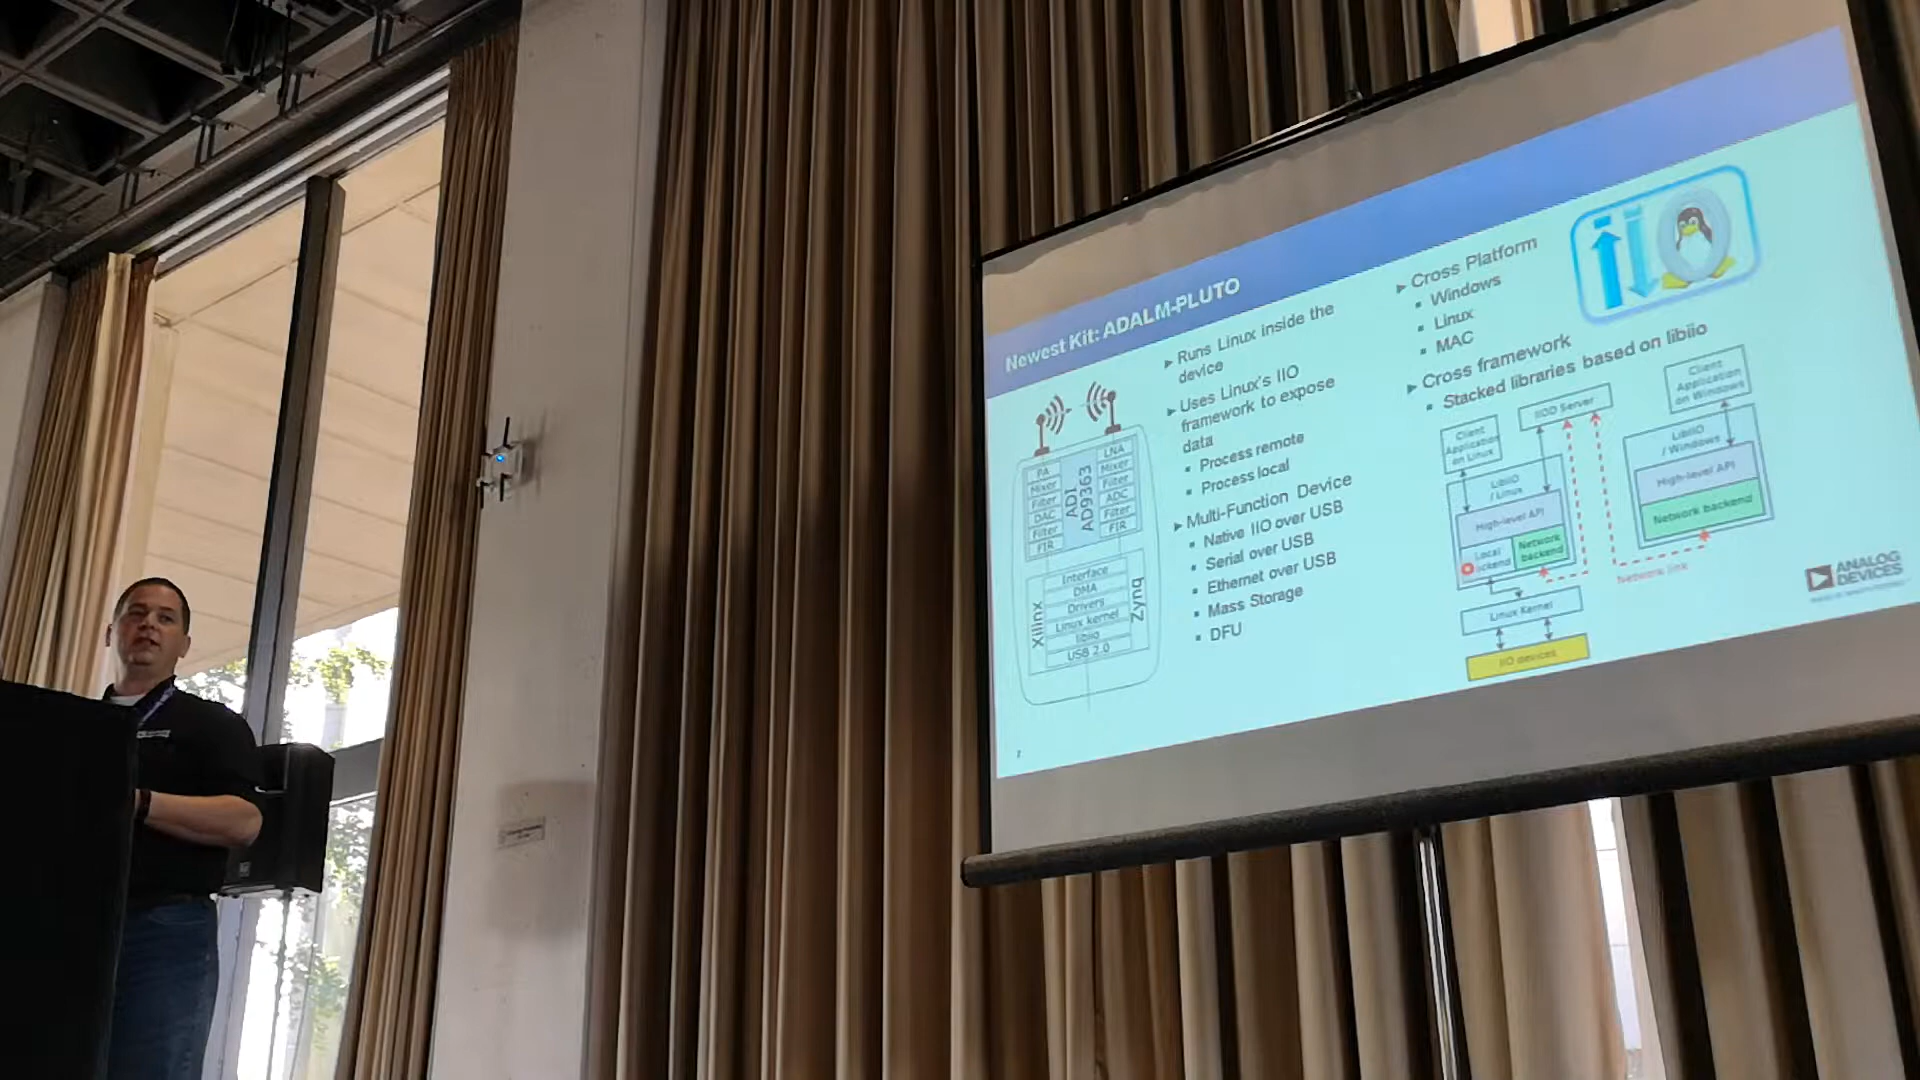 Newest Kit: ADALM-PLUTO
Runs Linux inside the
device
Uses Linux's IIO
framework to expose
data
Process remote
Process local
Multi-Function Device
Native IIO over USB
Serial over USB
Ethernet over USB
Mass Storage
DFU
Cross Platform
Windows
Linux
MAC
Cross framework
Stacked libraries based on libiio
PA
Mixer
Filter
DAC
Filter
FIR
ADI
AD9363
LNA
Mixer
Filter
ADC
Filter
FIR
Xilinx
Interface
DMA
Drivers
Linux kernel
libiio
USB 2.0
Zynq
Client
Application
on Linux
IIOD Server
Client
Application
on Windows
LibIIO
/ Linux
High-level API
Local
ckend
Network
backend
LibIIO
/ Windows
High-level API
Network backend
Network link
Linux Kernel
IIO devices
ANALOG
DEVICES